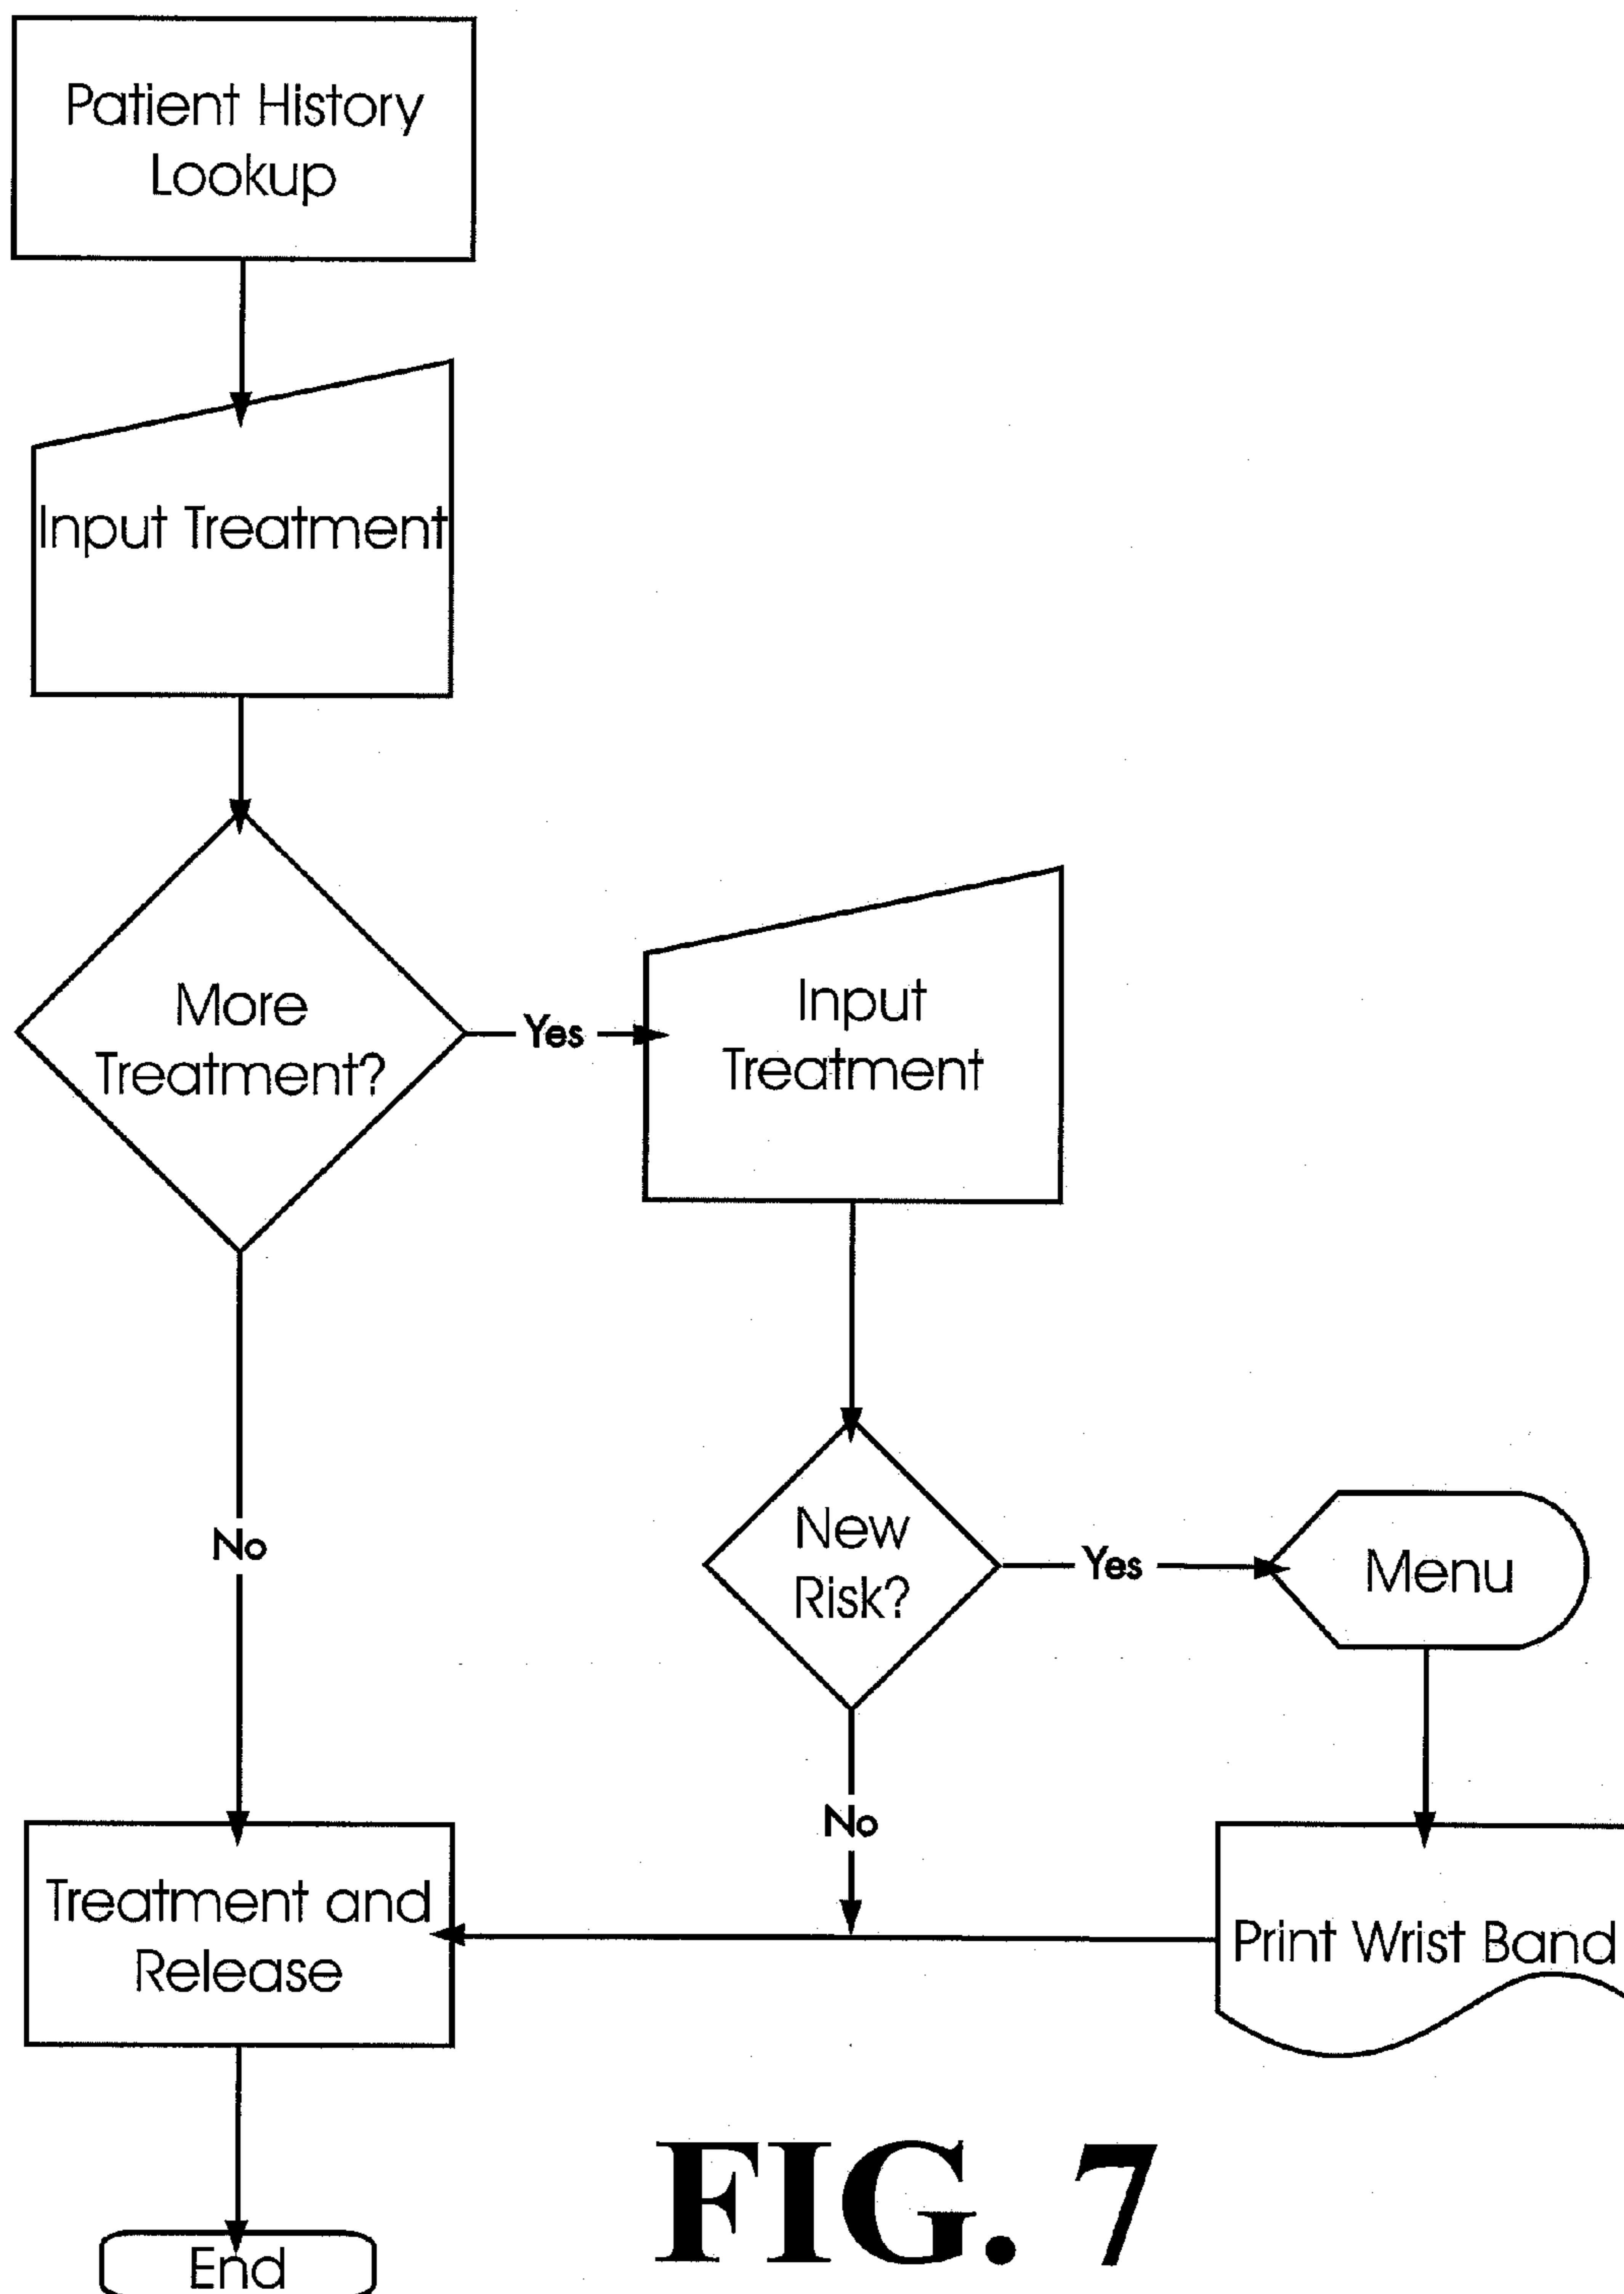 Patient History
Lookup
Input Treatment
More
Treatment?
Yes
Input
Treatment
New
Risk?
Yes
Menu
No
No
Treatment and
Release
Print Wrist Band
End
FIG. 7